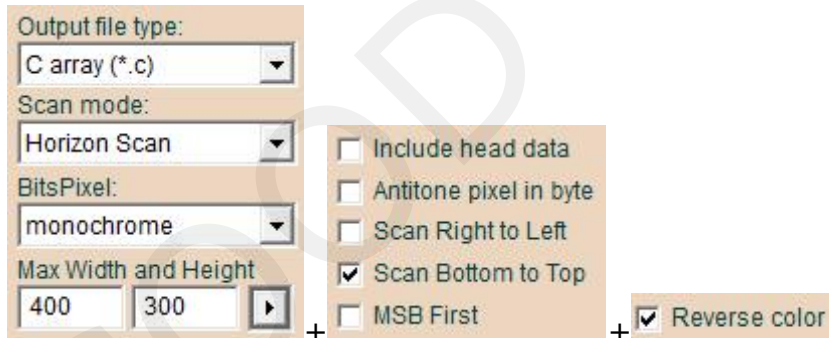 Output file type:
C array (*.c)
Scan mode:
Horizon Scan
BitsPixel:
monochrome
Max Width and Height
400 300
+
Include head data
Antitone pixel in byte
Scan Right to Left
Scan Bottom to Top
MSB First
+
Reverse color